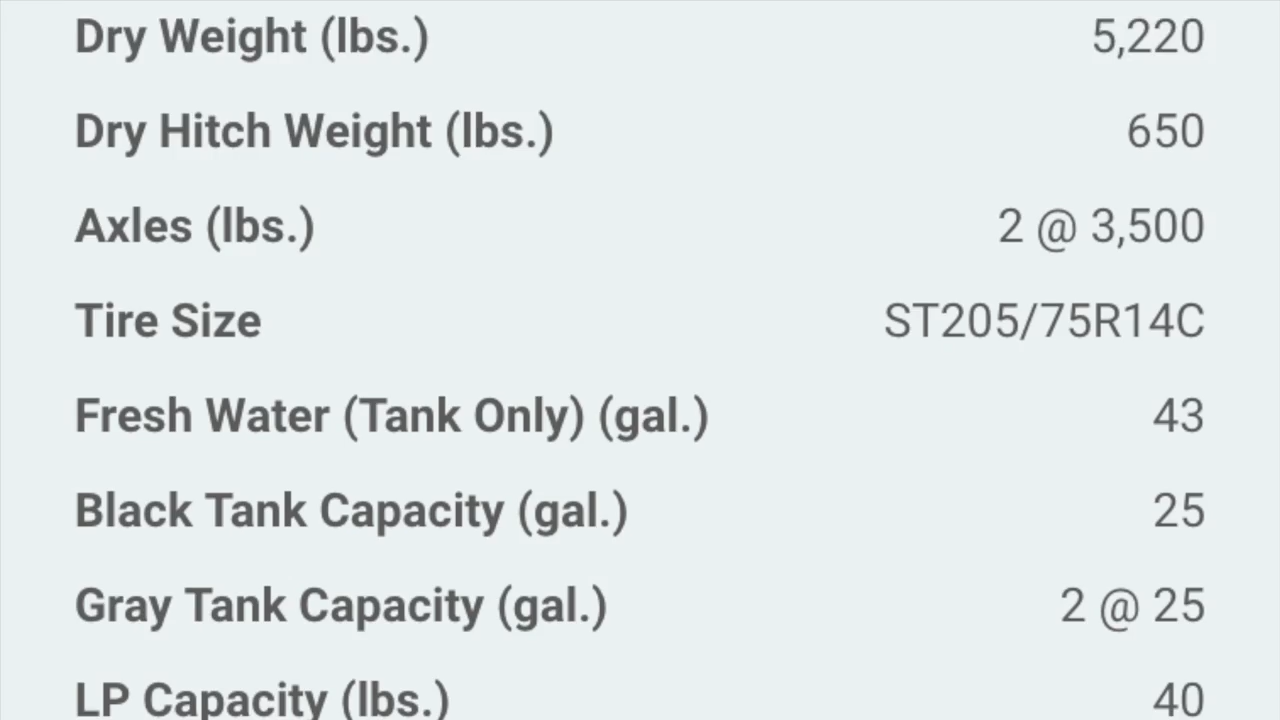 Dry Weight (lbs.) 5,220
Dry Hitch Weight (lbs.) 650
Axles (lbs.) 2 @ 3,500
Tire Size ST205/75R14C
Fresh Water (Tank Only) (gal.) 43
Black Tank Capacity (gal.) 25
Gray Tank Capacity (gal.) 2 @ 25
LP Capacity (lbs.) 40